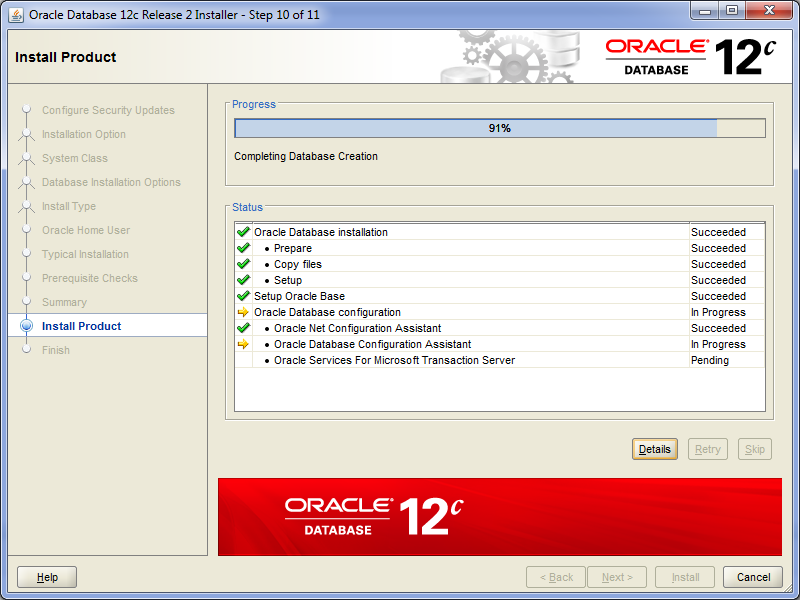 Oracle Database 12c Release 2 Installer - Step 10 of 11
Install Product
ORACLE
DATABASE 12c
Configure Security Updates
Installation Option
System Class
Database Installation Options
Install Type
Oracle Home User
Typical Installation
Prerequisite Checks
Summary
Install Product
Finish
Progress
91%
Completing Database Creation
Status
Oracle Database installation Succeeded
• Prepare Succeeded
• Copy files Succeeded
• Setup Succeeded
Setup Oracle Base Succeeded
Oracle Database configuration In Progress
• Oracle Net Configuration Assistant Succeeded
• Oracle Database Configuration Assistant In Progress
• Oracle Services For Microsoft Transaction Server Pending
Details Retry Skip
ORACLE
DATABASE 12c
Help < Back Next > Install Cancel